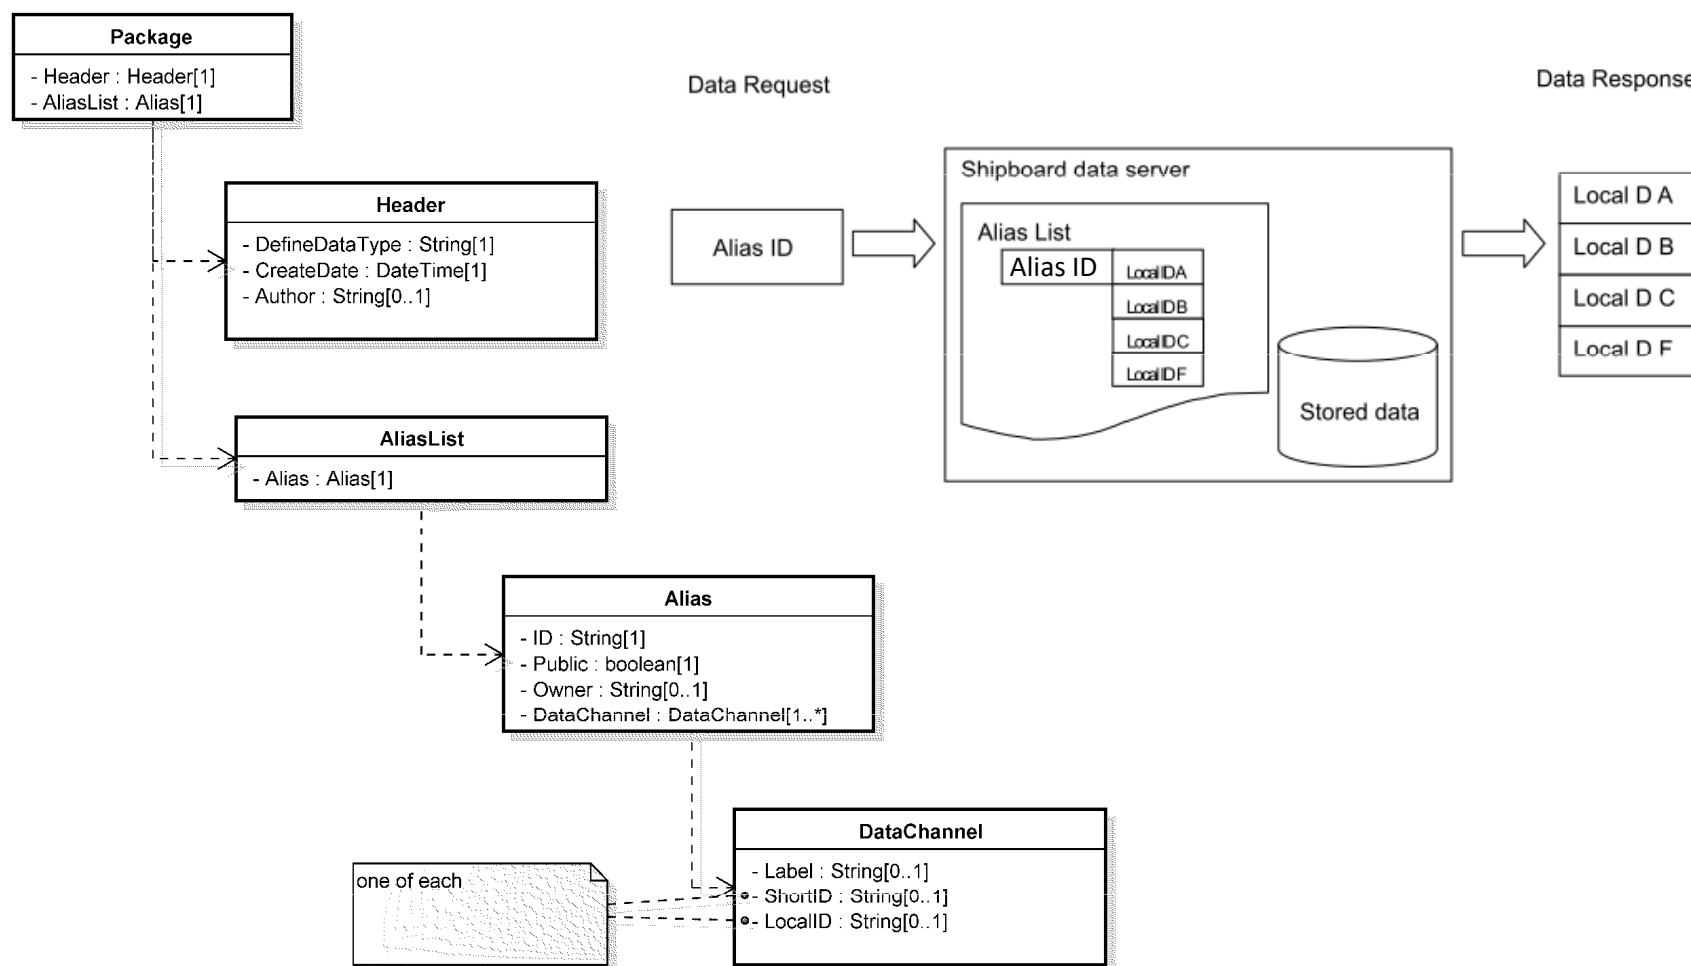 Package
- Header : Header[1]
- AliasList : Alias[1]
Header
- DefineDataType : String[1]
- CreateDate : DateTime[1]
- Author : String[0..1]
AliasList
- Alias : Alias[1]
Alias
- ID : String[1]
- Public : boolean[1]
- Owner : String[0..1]
- DataChannel : DataChannel[1..*]
DataChannel
- Label : String[0..1]
- ShortID : String[0..1]
- LocalID : String[0..1]
one of each
Data Request
Alias ID
Shipboard data server
Alias List
Alias ID
LocalIDA
LocalIDB
LocalIDC
LocalIDF
Stored data
Data Response
Local D A
Local D B
Local D C
Local D F